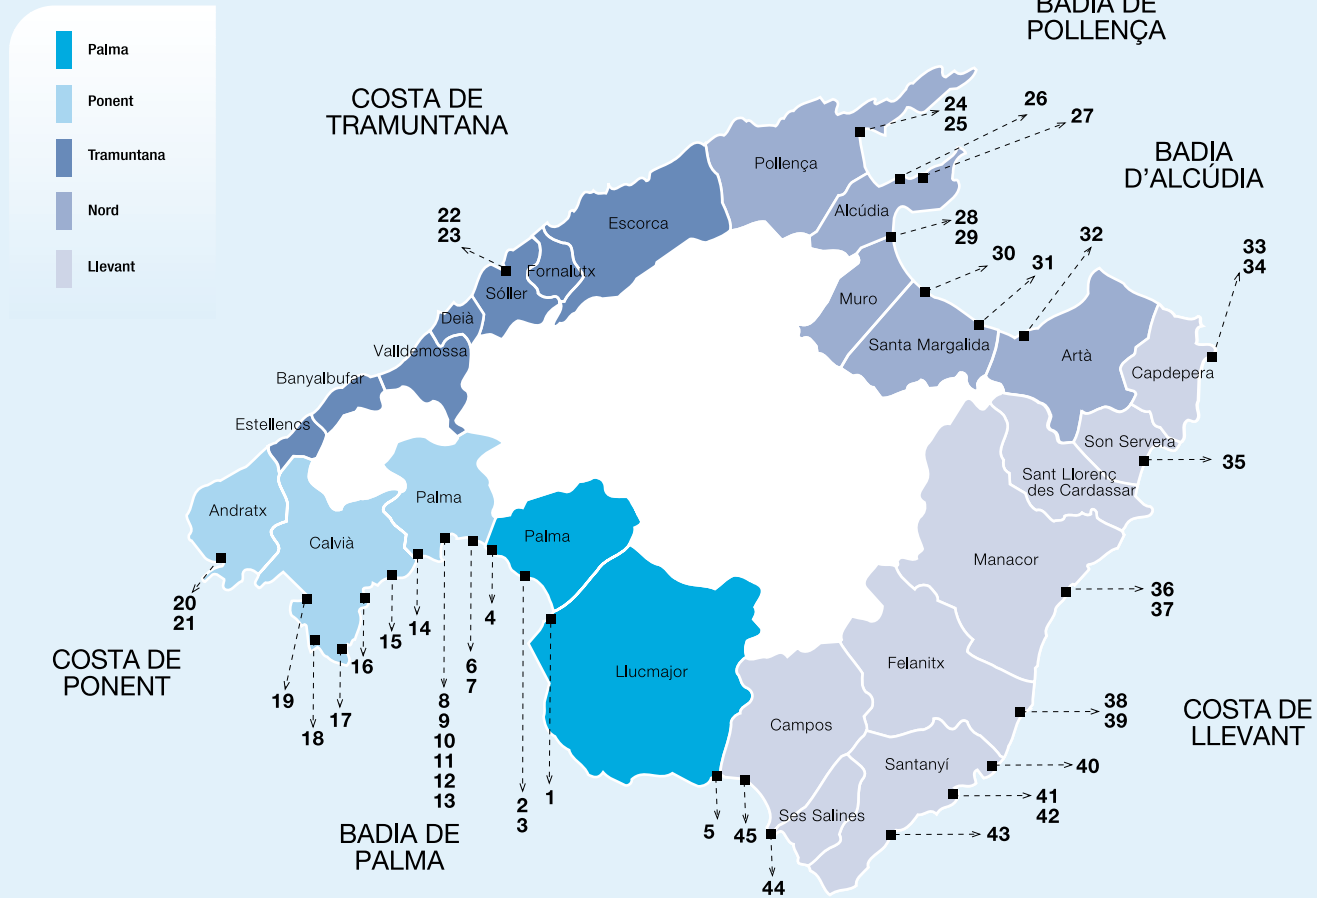 Palma
Ponent
Tramuntana
Nord
Llevant
BADIA DE
POLLENÇA
COSTA DE
TRAMUNTANA
BADIA
D'ALCÚDIA
COSTA DE
PONENT
BADIA DE
PALMA
COSTA DE
LLEVANT
Pollença
Alcúdia
Escorca
Fornalutx
Sóller
Deià
Valldemossa
Banyalbufar
Estellencs
Andratx
Calvià
Palma
Palma
Llucmajor
Muro
Santa Margalida
Artà
Capdepera
Son Servera
Sant Llorenç
des Cardassar
Manacor
Felanitx
Campos
Santanyí
Ses Salines
24
25
26
27
22
23
28
29
30
31
32
33
34
35
36
37
38
39
40
41
42
43
44
45
5
1
2
3
4
6
7
8
9
10
11
12
13
14
15
16
17
18
19
20
21